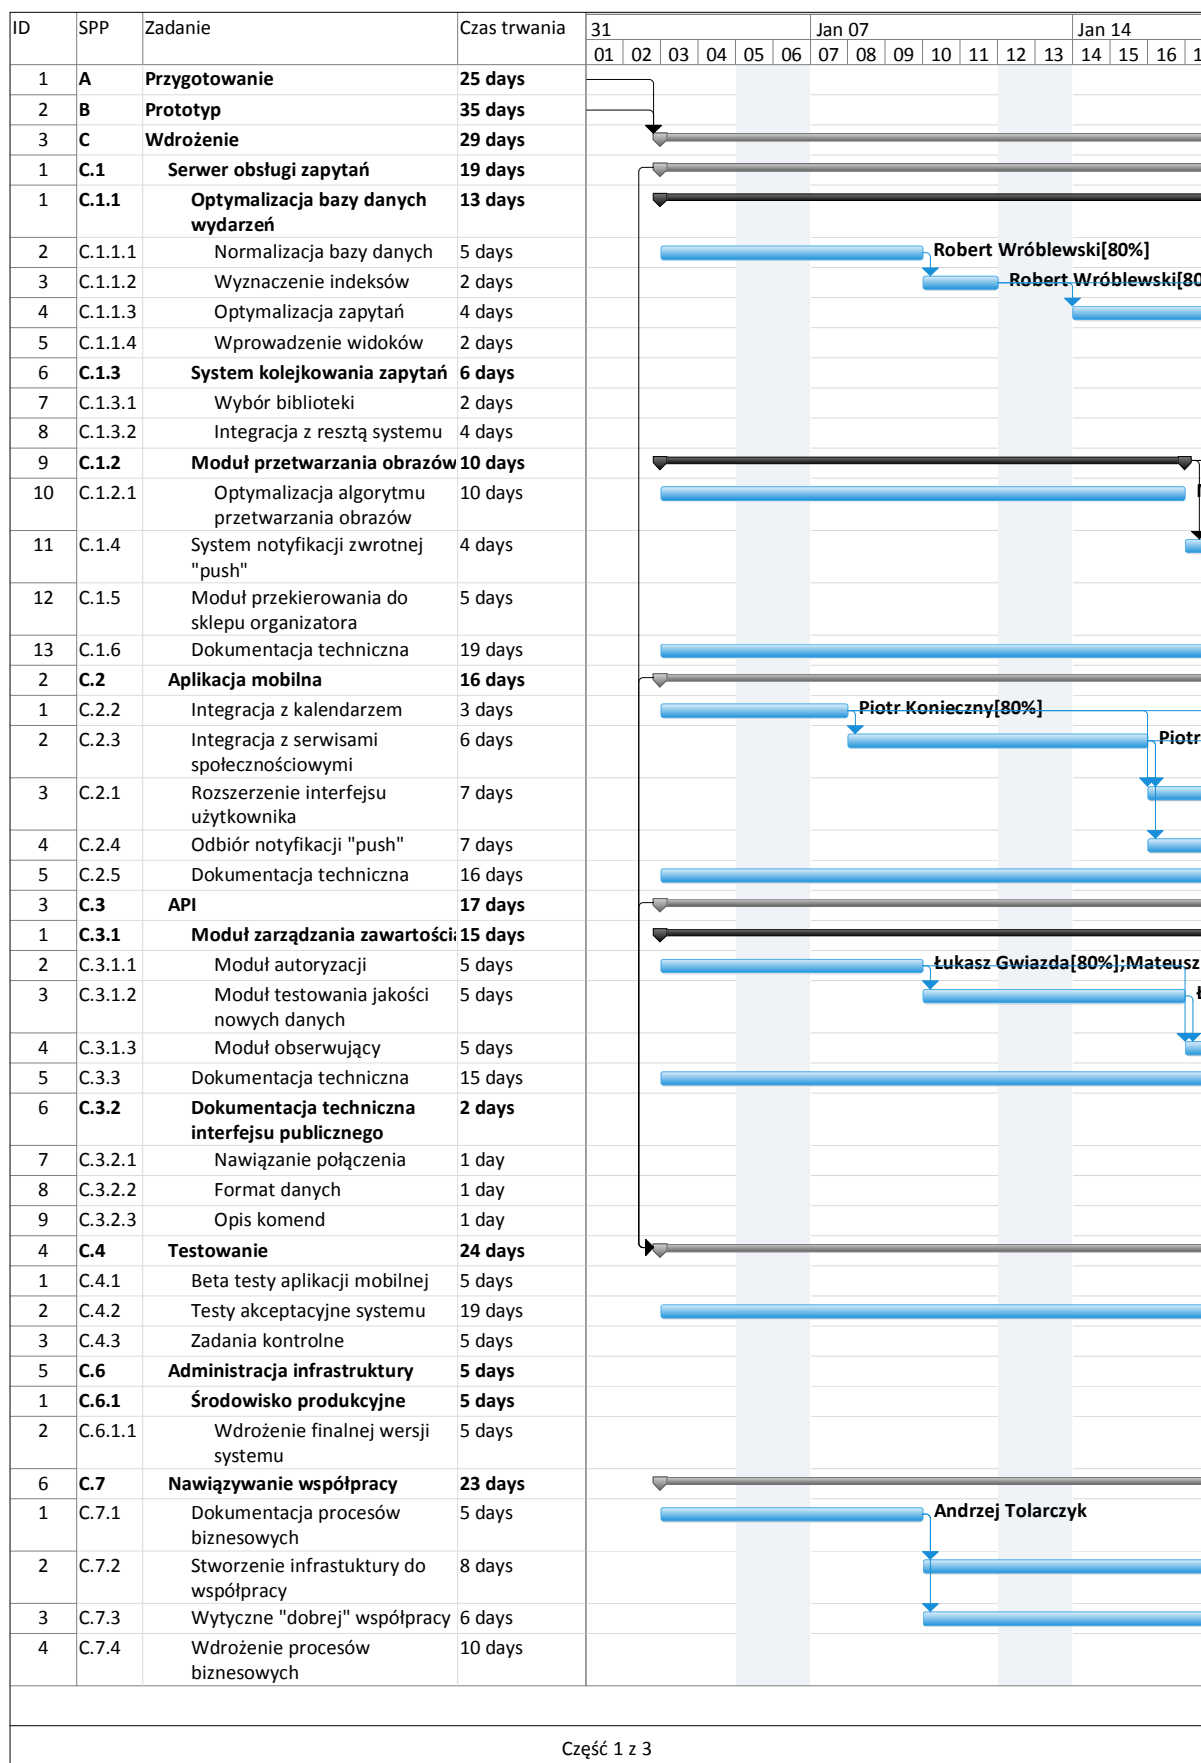 ID SPP Zadanie Czas trwania 31 Jan 07 Jan 14
01 02 03 04 05 06 07 08 09 10 11 12 13 14 15 16
1 A Przygotowanie 25 days
2 B Prototyp 35 days
3 C Wdrożenie 29 days
1 C.1 Serwer obsługi zapytań 19 days
1 C.1.1 Optymalizacja bazy danych 13 days
wydarzeń
2 C.1.1.1 Normalizacja bazy danych 5 days Robert Wróblewski[80%]
3 C.1.1.2 Wyznaczenie indeksów 2 days Robert Wróblewski[80
4 C.1.1.3 Optymalizacja zapytań 4 days
5 C.1.1.4 Wprowadzenie widoków 2 days
6 C.1.3 System kolejkowania zapytań 6 days
7 C.1.3.1 Wybór biblioteki 2 days
8 C.1.3.2 Integracja z resztą systemu 4 days
9 C.1.2 Moduł przetwarzania obrazów 10 days
10 C.1.2.1 Optymalizacja algorytmu 10 days
przetwarzania obrazów
11 C.1.4 System notyfikacji zwrotnej 4 days
"push"
12 C.1.5 Moduł przekierowania do 5 days
sklepu organizatora
13 C.1.6 Dokumentacja techniczna 19 days
2 C.2 Aplikacja mobilna 16 days
1 C.2.2 Integracja z kalendarzem 3 days Piotr Konieczny[80%]
2 C.2.3 Integracja z serwisami 6 days Piotr
społecznościowymi
3 C.2.1 Rozszerzenie interfejsu 7 days
użytkownika
4 C.2.4 Odbiór notyfikacji "push" 7 days
5 C.2.5 Dokumentacja techniczna 16 days
3 C.3 API 17 days
1 C.3.1 Moduł zarządzania zawartości 15 days
2 C.3.1.1 Moduł autoryzacji 5 days Łukasz Gwiazda[80%];Mateusz
3 C.3.1.2 Moduł testowania jakości 5 days
nowych danych
4 C.3.1.3 Moduł obserwujący 5 days
5 C.3.3 Dokumentacja techniczna 15 days
6 C.3.2 Dokumentacja techniczna 2 days
interfejsu publicznego
7 C.3.2.1 Nawiązanie połączenia 1 day
8 C.3.2.2 Format danych 1 day
9 C.3.2.3 Opis komend 1 day
4 C.4 Testowanie 24 days
1 C.4.1 Beta testy aplikacji mobilnej 5 days
2 C.4.2 Testy akceptacyjne systemu 19 days
3 C.4.3 Zadania kontrolne 5 days
5 C.6 Administracja infrastruktury 5 days
1 C.6.1 Środowisko produkcyjne 5 days
2 C.6.1.1 Wdrożenie finalnej wersji 5 days
systemu
6 C.7 Nawiązywanie współpracy 23 days
1 C.7.1 Dokumentacja procesów 5 days Andrzej Tolarczyk
biznesowych
2 C.7.2 Stworzenie infrastuktury do 8 days
współpracy
3 C.7.3 Wytyczne "dobrej" współpracy 6 days
4 C.7.4 Wdrożenie procesów 10 days
biznesowych
Część 1 z 3